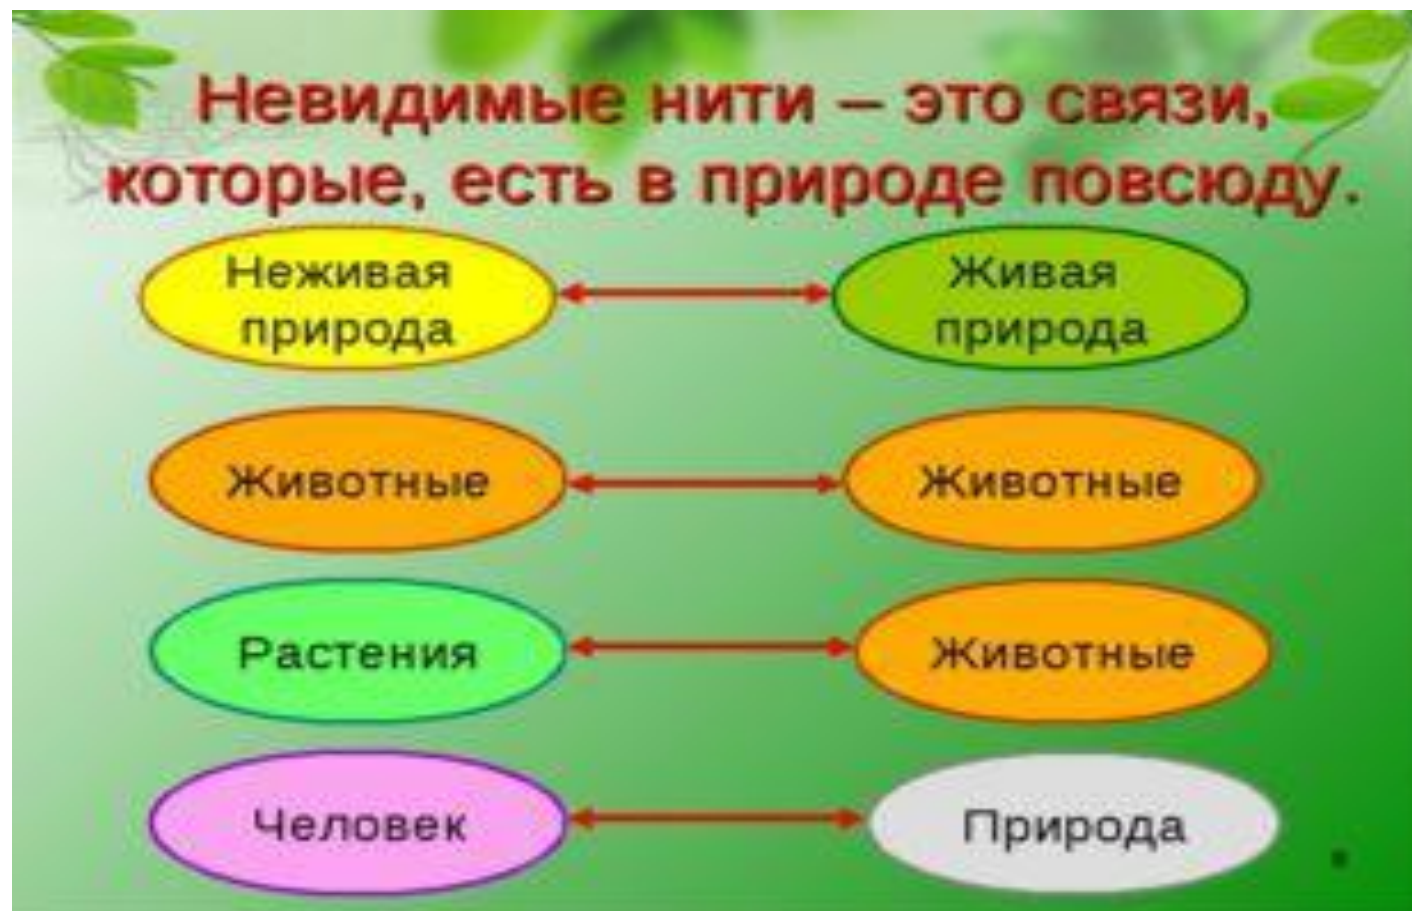 Невидимые нити – это связи,
которые, есть в природе повсюду.
Неживая
природа
Живая
природа
Животные
Животные
Растения
Животные
Человек
Природа